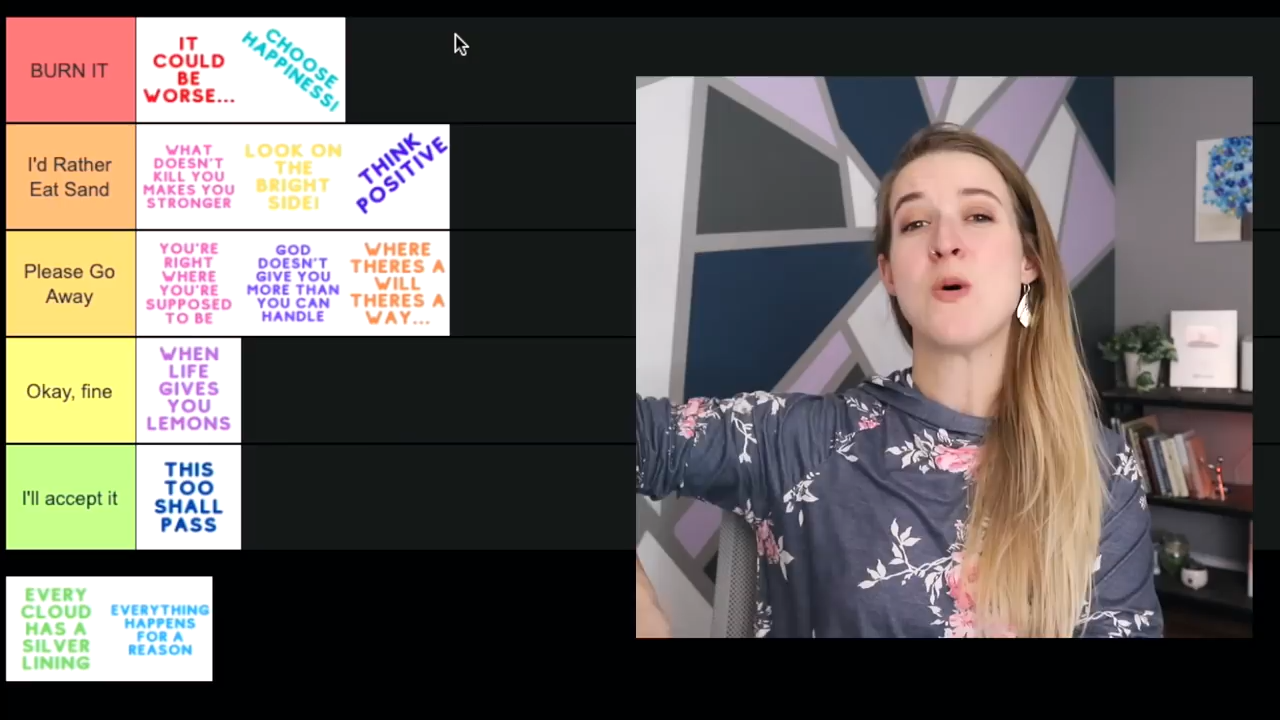 BURN IT
IT
COULD
BE
WORSE...
CHOOSE
HAPPINESS!
I'd Rather
Eat Sand
WHAT
DOESN'T
KILL YOU
MAKES YOU
STRONGER
LOOK ON
THE
BRIGHT
SIDE!
THINK
POSITIVE
Please Go
Away
YOU'RE
RIGHT
WHERE
YOU'RE
SUPPOSED
TO BE
GOD
DOESN'T
GIVE YOU
MORE THAN
YOU CAN
HANDLE
WHERE
THERES A
WILL
THERES A
WAY...
Okay, fine
WHEN
LIFE
GIVES
YOU
LEMONS
I'll accept it
THIS
TOO
SHALL
PASS
EVERY
CLOUD
HAS A
SILVER
LINING
EVERYTHING
HAPPENS
FOR A
REASON